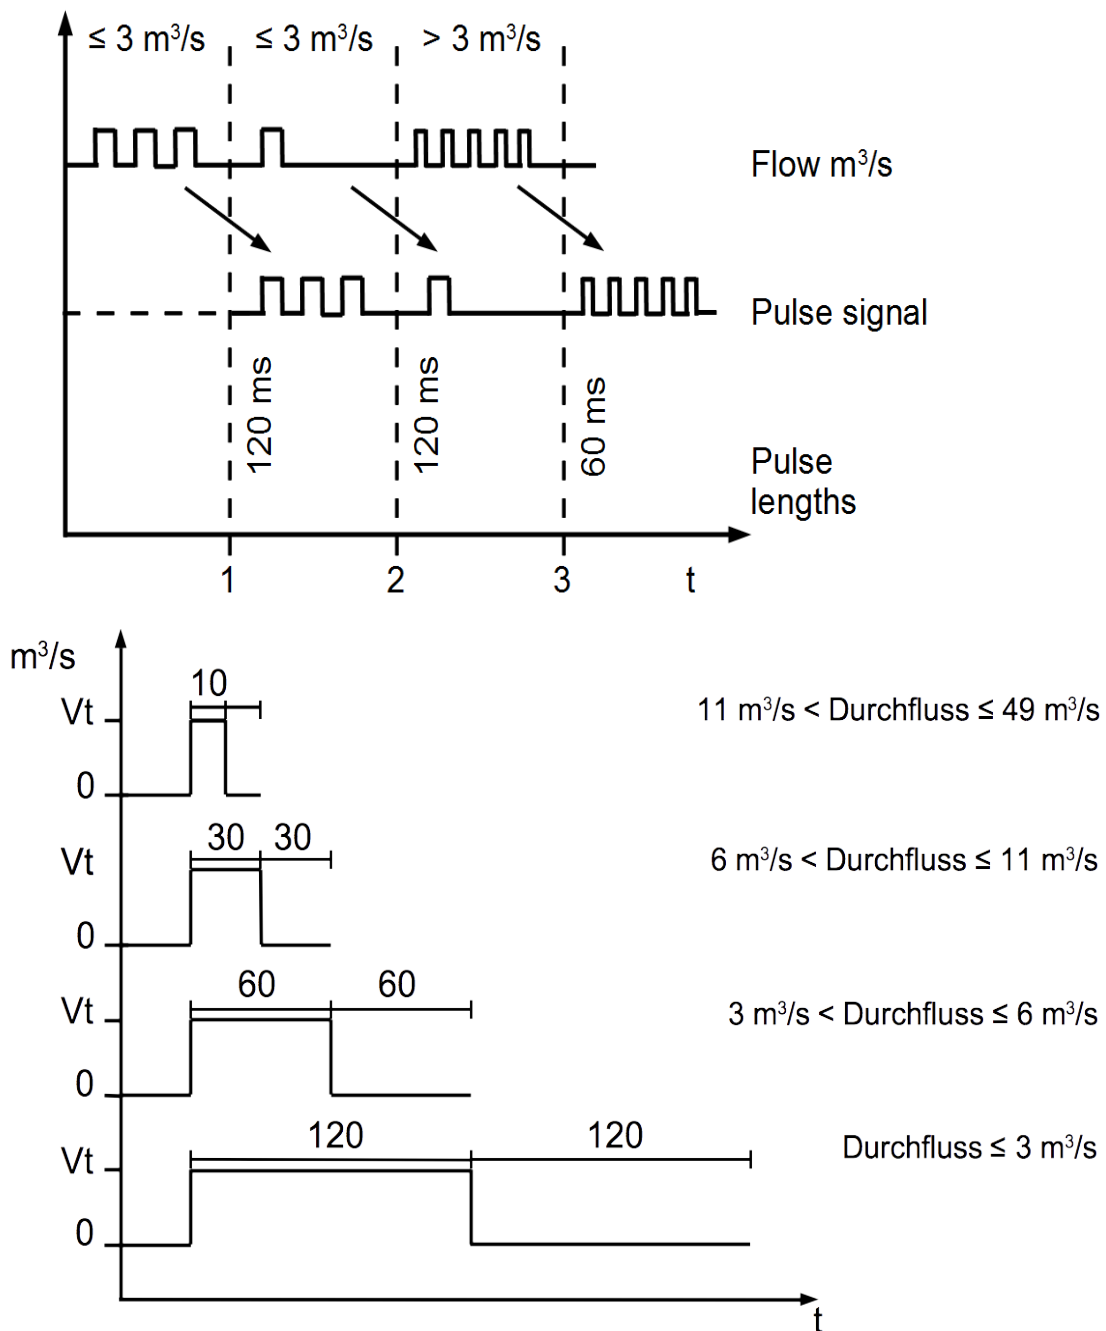 ≤ 3 m³/s ≤ 3 m³/s > 3 m³/s
Flow m³/s
Pulse signal
120 ms 120 ms 60 ms
Pulse
lengths
1 2 3 t
m³/s
10
Vt
11 m³/s < Durchfluss ≤ 49 m³/s
0
30 30
Vt
6 m³/s < Durchfluss ≤ 11 m³/s
0
60 60
Vt
3 m³/s < Durchfluss ≤ 6 m³/s
0
120 120
Vt
Durchfluss ≤ 3 m³/s
0
t